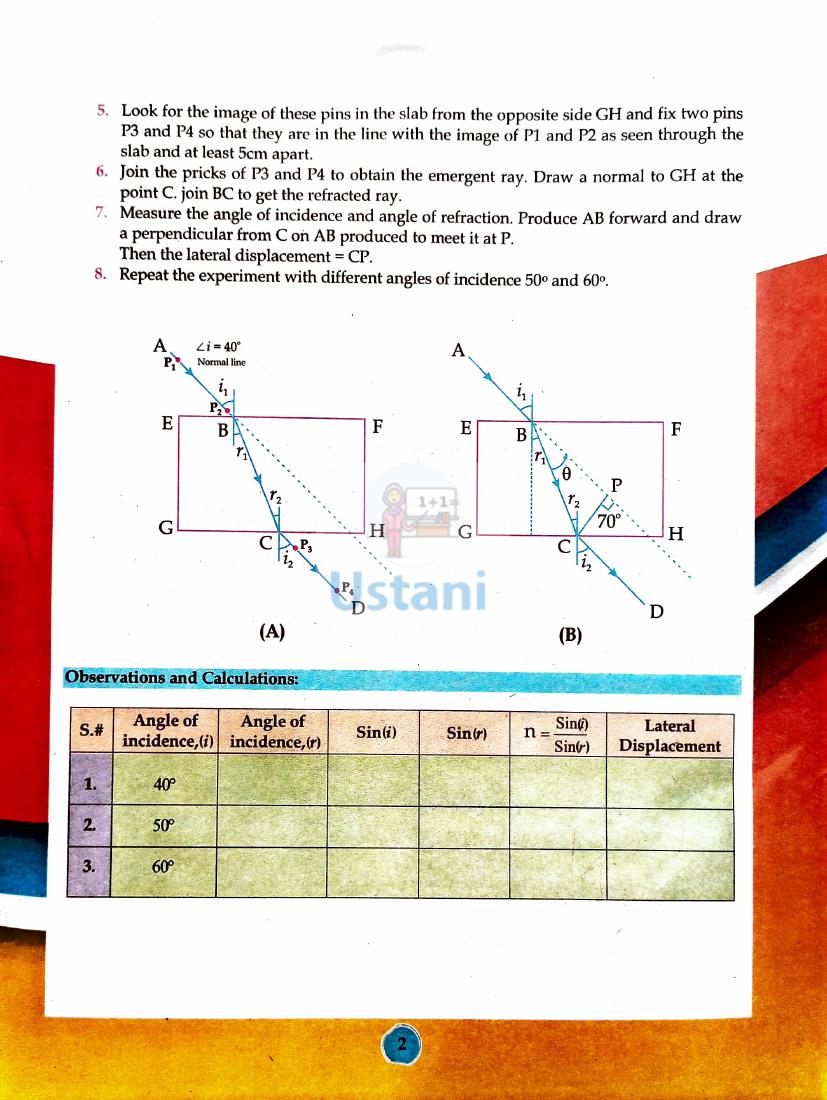 5. Look for the image of these pins in the slab from the opposite side GH and fix two pins
P3 and P4 so that they are in the line with the image of P1 and P2 as seen through the
slab and at least 5cm apart.
6. Join the pricks of P3 and P4 to obtain the emergent ray. Draw a normal to GH at the
point C. join BC to get the refracted ray.
7. Measure the angle of incidence and angle of refraction. Produce AB forward and draw
a perpendicular from C on AB produced to meet it at P.
Then the lateral displacement = CP.
8. Repeat the experiment with different angles of incidence 50º and 60º.
A ∠i = 40°
P₁ Normal line
i₁
P₂
E B F
r₁
r₂
G C H
P₃
i₂
P₄
D
(A)
A
i₁
E B F
r₁ θ
P
r₂
70°
G C H
i₂
D
(B)
1+1=
Ustani
Observations and Calculations:
S.# Angle of incidence,(i) Angle of incidence,(r) Sin(i) Sin(r) n = Sin(i) / Sin(r) Lateral Displacement
1. 40º
2. 50º
3. 60º
2